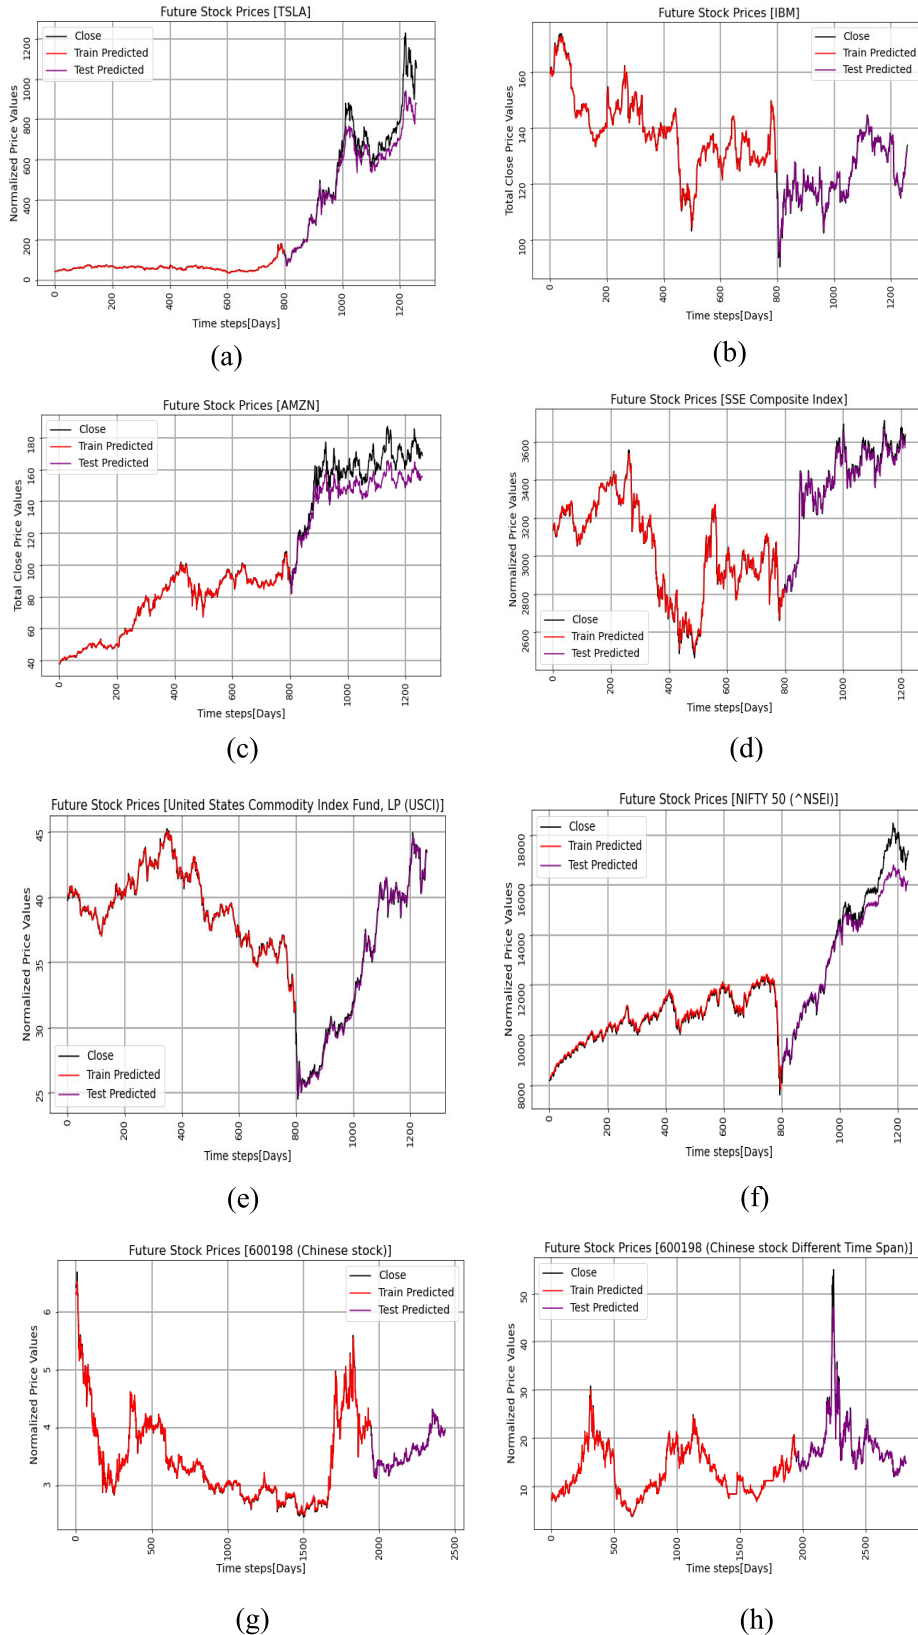 Future Stock Prices [TSLA]
Close
Train Predicted
Test Predicted
Normalized Price Values
0
200
400
600
800
1000
1200
0
200
400
600
800
1000
1200
Time steps[Days]
(a)
Future Stock Prices [IBM]
Close
Train Predicted
Test Predicted
Total Close Price Values
100
120
140
160
0
200
400
600
800
1000
1200
Time steps[Days]
(b)
Future Stock Prices [AMZN]
Close
Train Predicted
Test Predicted
Total Close Price Values
40
60
80
100
120
140
160
180
0
200
400
600
800
1000
1200
Time steps[Days]
(c)
Future Stock Prices [SSE Composite Index]
Close
Train Predicted
Test Predicted
Normalized Price Values
2600
2800
3000
3200
3400
3600
0
200
400
600
800
1000
1200
Time steps[Days]
(d)
Future Stock Prices [United States Commodity Index Fund, LP (USCI)]
Close
Train Predicted
Test Predicted
Normalized Price Values
25
30
35
40
45
0
200
400
600
800
1000
1200
Time steps[Days]
(e)
Future Stock Prices [NIFTY 50 (^NSEI)]
Close
Train Predicted
Test Predicted
Normalized Price Values
8000
10000
12000
14000
16000
18000
0
200
400
600
800
1000
1200
Time steps[Days]
(f)
Future Stock Prices [600198 (Chinese stock)]
Close
Train Predicted
Test Predicted
Normalized Price Values
3
4
5
6
0
500
1000
1500
2000
2500
Time steps[Days]
(g)
Future Stock Prices [600198 (Chinese stock Different Time Span)]
Close
Train Predicted
Test Predicted
Normalized Price Values
10
20
30
40
50
0
500
1000
1500
2000
2500
Time steps[Days]
(h)